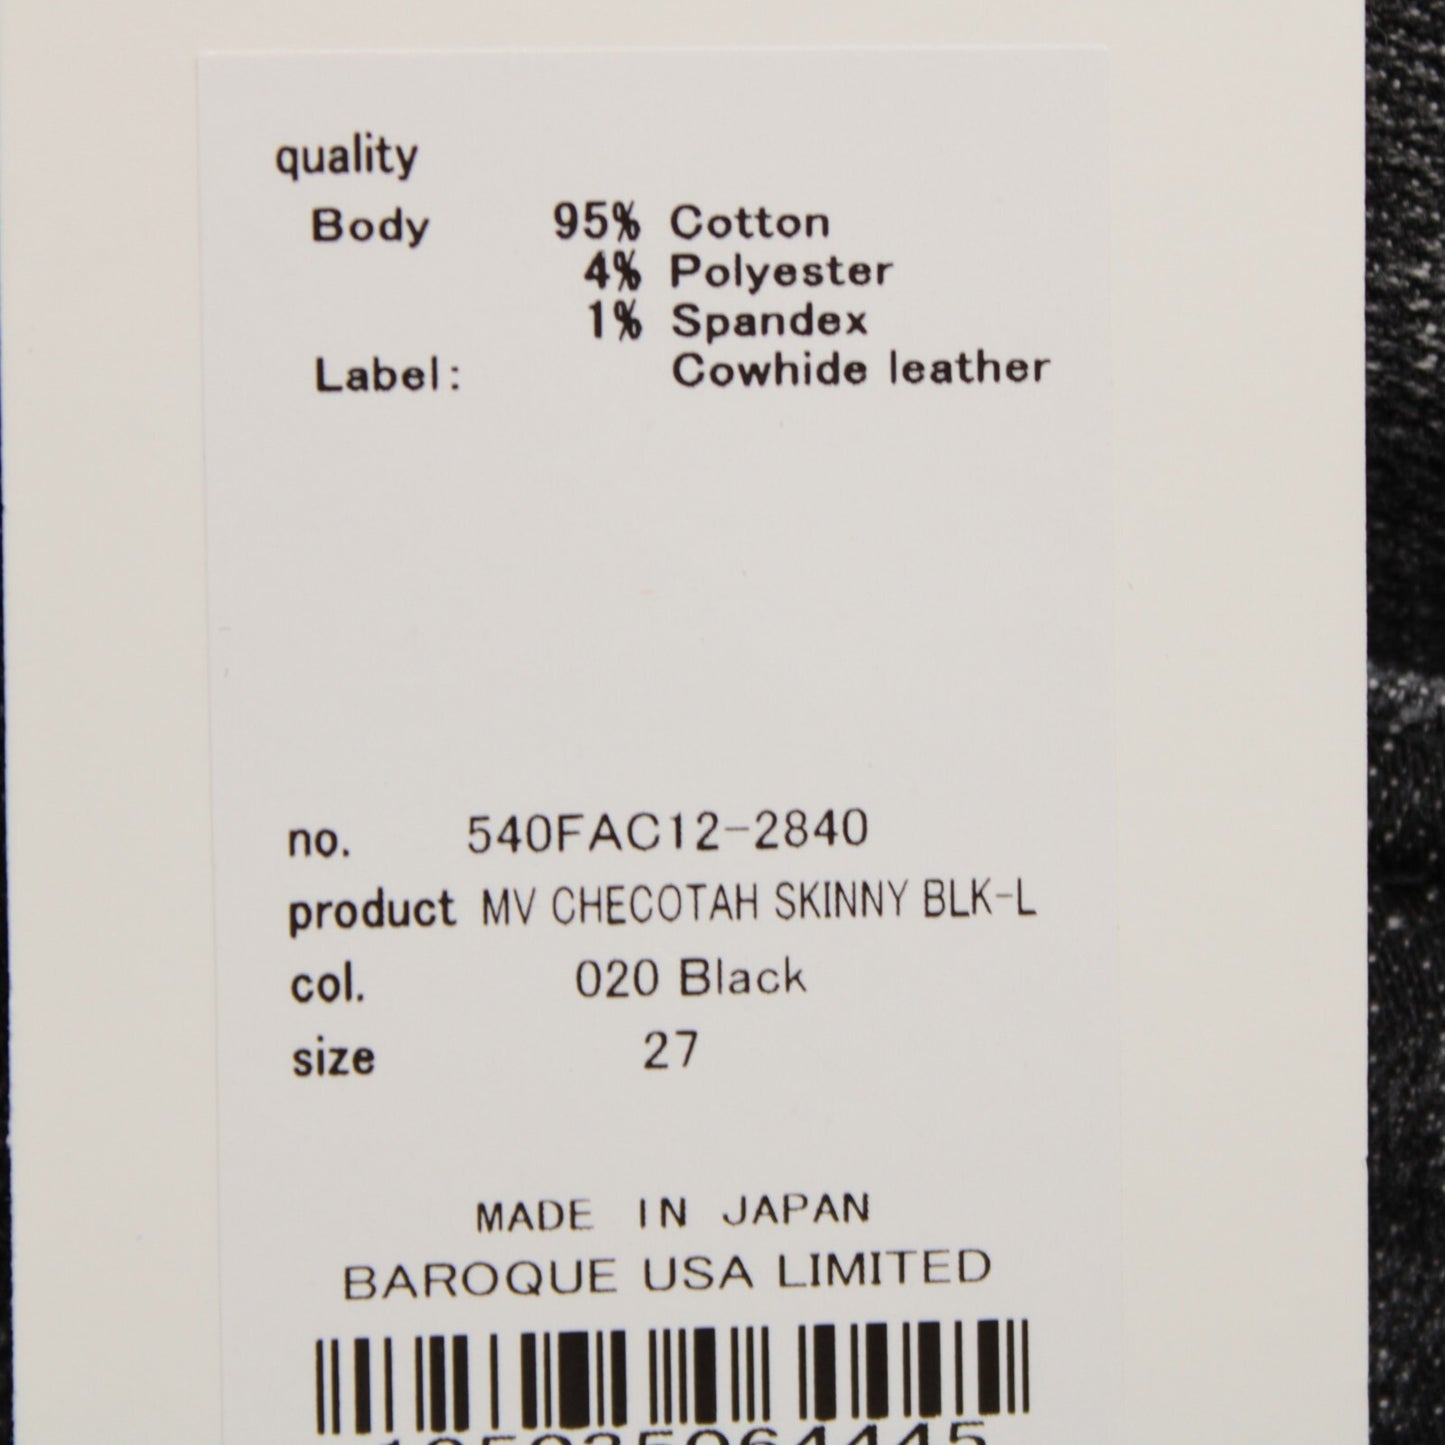 quality
Body 95% Cotton
4% Polyester
1% Spandex
Label: Cowhide leather
no. 540FAC12-2840
product MV CHECOTAH SKINNY BLK-L
col. 020 Black
size 27
MADE IN JAPAN
BAROQUE USA LIMITED